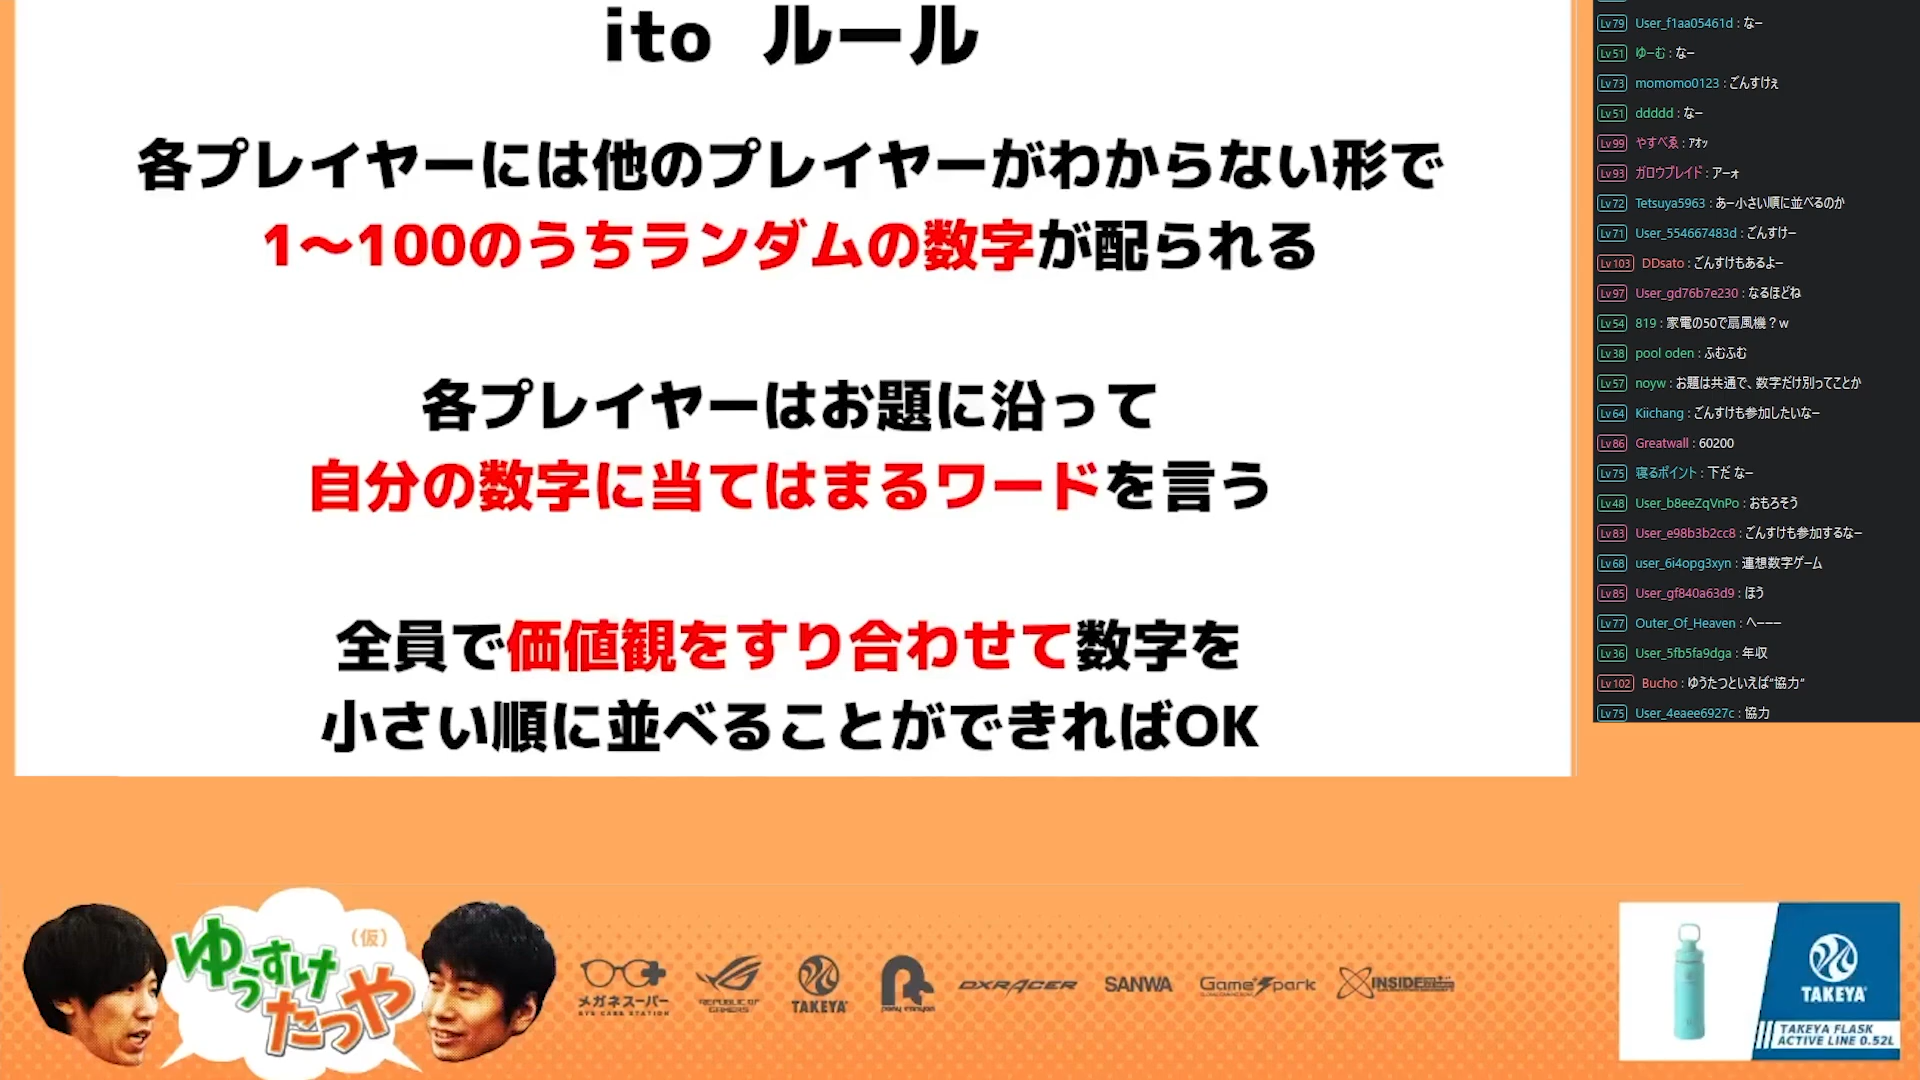 ito ルール
各プレイヤーには他のプレイヤーがわからない形で
1〜100のうちランダムの数字が配られる
各プレイヤーはお題に沿って
自分の数字に当てはまるワードを言う
全員で価値観をすり合わせて数字を
小さい順に並べることができればOK
Lv79 User_f1aa05461d : なー
Lv51 ゆーむ : なー
Lv73 momomo0123 : ごんすけぇ
Lv51 ddddd : なー
Lv99 やすべゑ : ｱｵｯ
Lv93 ガロウブレイド : アーォ
Lv72 Tetsuya5963 : あー小さい順に並べるのか
Lv71 User_554667483d : ごんすけー
Lv103 DDsato : ごんすけもあるよー
Lv97 User_gd76b7e230 : なるほどね
Lv54 819 : 家電の50で扇風機？w
Lv38 pool oden : ふむふむ
Lv57 noyw : お題は共通で、数字だけ別ってことか
Lv64 Kiichang : ごんすけも参加したいなー
Lv86 Greatwall : 60200
Lv75 寝るポイント : 下だ なー
Lv48 User_b8eeZqVnPo : おもろそう
Lv83 User_e98b3b2cc8 : ごんすけも参加するなー
Lv68 user_6i4opg3xyn : 連想数字ゲーム
Lv85 User_gf840a63d9 : ほう
Lv77 Outer_Of_Heaven : へーーー
Lv36 User_5fb5fa9dga : 年収
Lv102 Bucho : ゆうたつといえば"協力"
Lv75 User_4eaee6927c : 協力
ゆうすけ
たつや
（仮）
メガネスーパー
EYE CARE STATION
REPUBLIC OF
GAMERS
TAKEYA
pony canyon
DXRACER
SANWA
Game*Spark
INSIDE
TAKEYA
TAKEYA FLASK
ACTIVE LINE 0.52L